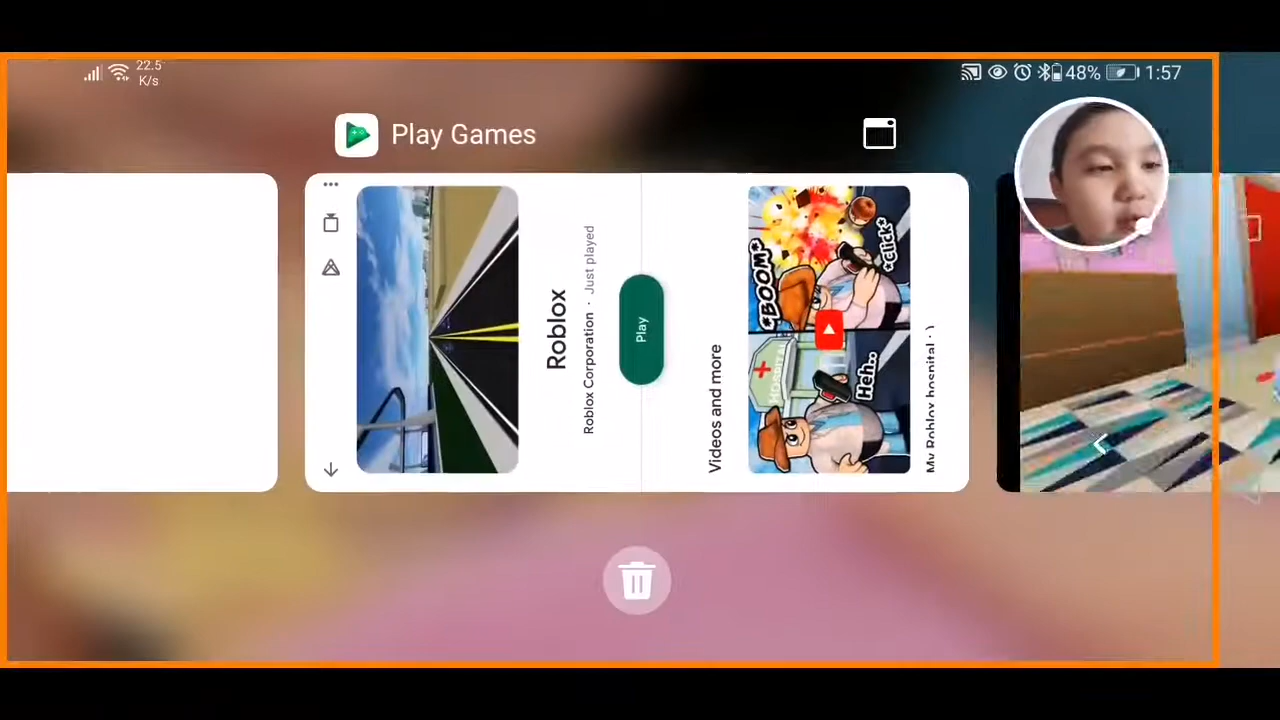 22.5
K/s
48%
1:57
Play Games
Roblox
Roblox Corporation · Just played
Play
Videos and more
*BOOM*
*click*
HOSPITAL
Heh..
My Roblox hospital :